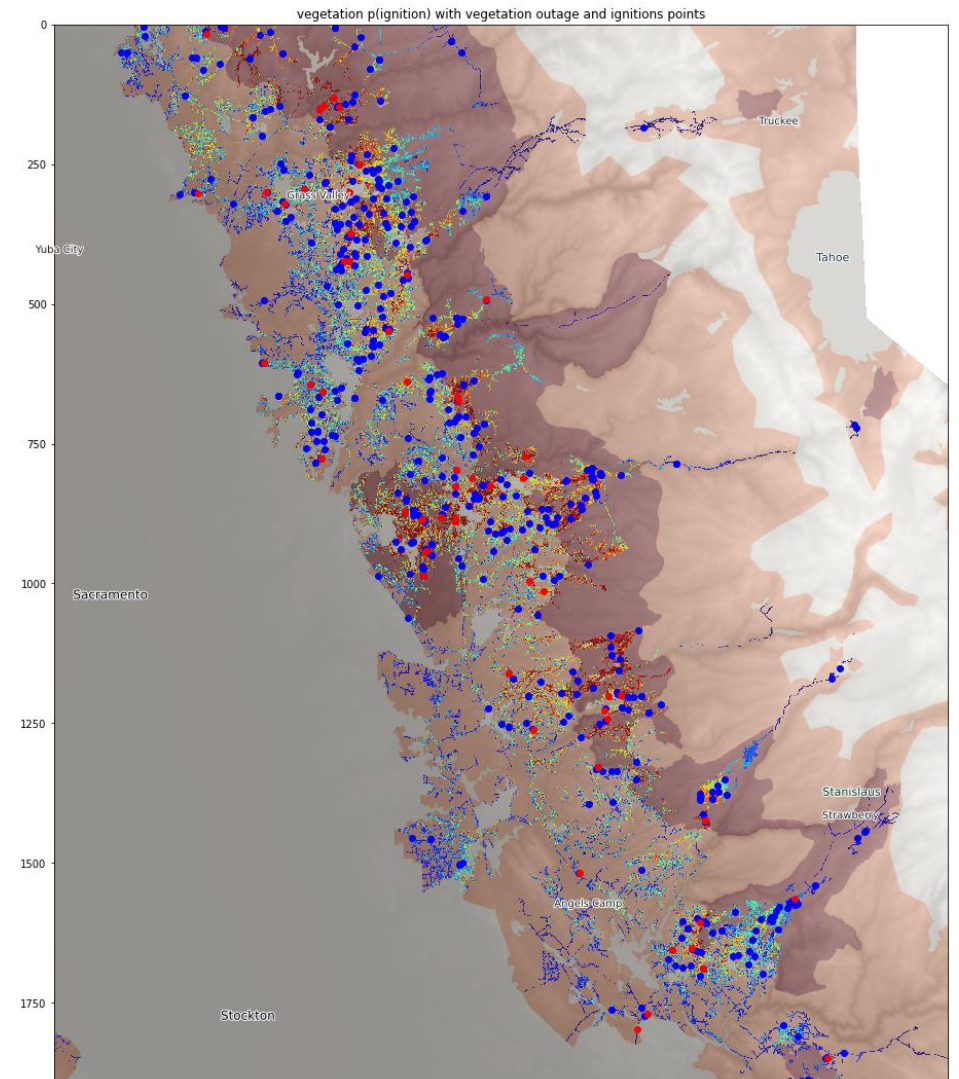 vegetation p(ignition) with vegetation outage and ignitions points
0
Truckee
250
Grass Valley
Yuba City
Tahoe
500
750
1000
Sacramento
1250
Stanislaus
Strawberry
1500
Angels Camp
1750
Stockton